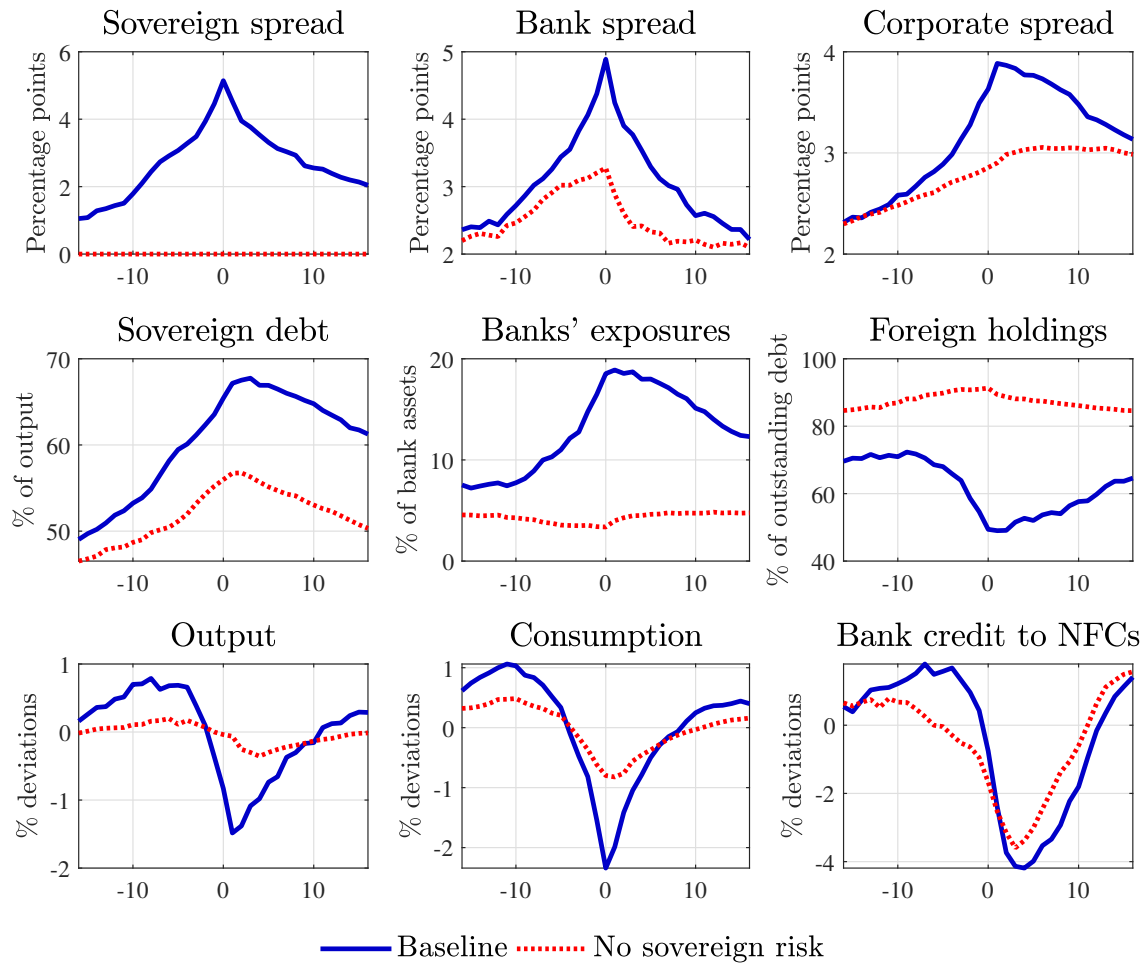 Sovereign spread
Bank spread
Corporate spread
Percentage points
6
4
2
0
-10
0
10
Percentage points
5
4
3
2
-10
0
10
Percentage points
4
3
2
-10
0
10
Sovereign debt
Banks' exposures
Foreign holdings
% of output
70
60
50
-10
0
10
% of bank assets
20
10
0
-10
0
10
% of outstanding debt
100
80
60
40
-10
0
10
Output
Consumption
Bank credit to NFCs
% deviations
1
0
-1
-2
-10
0
10
% deviations
1
0
-1
-2
-10
0
10
% deviations
0
-2
-4
-10
0
10
Baseline
No sovereign risk